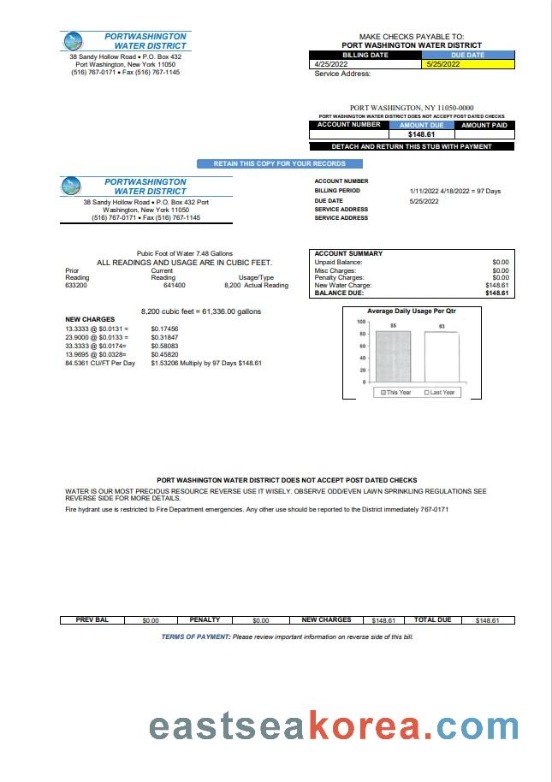 PORTWASHINGTON
WATER DISTRICT
38 Sandy Hollow Road • P.O. Box 432
Port Washington, New York 11050
(516) 767-0171 • Fax (516) 767-1145
MAKE CHECKS PAYABLE TO:
PORT WASHINGTON WATER DISTRICT
BILLING DATE DUE DATE
4/25/2022 5/25/2022
Service Address:
PORT WASHINGTON, NY 11050-0000
PORT WASHINGTON WATER DISTRICT DOES NOT ACCEPT POST DATED CHECKS
ACCOUNT NUMBER AMOUNT DUE AMOUNT PAID
$148.61
DETACH AND RETURN THIS STUB WITH PAYMENT
RETAIN THIS COPY FOR YOUR RECORDS
PORTWASHINGTON
WATER DISTRICT
38 Sandy Hollow Road • P.O. Box 432 Port
Washington, New York 11050
(516) 767-0171 • Fax (516) 767-1145
ACCOUNT NUMBER
BILLING PERIOD 1/11/2022 4/18/2022 = 97 Days
DUE DATE 5/25/2022
SERVICE ADDRESS
SERVICE ADDRESS
Pubic Foot of Water 7.48 Gallons
ALL READINGS AND USAGE ARE IN CUBIC FEET.
Prior Current
Reading Reading Usage/Type
633200 641400 8,200 Actual Reading
ACCOUNT SUMMARY
Unpaid Balance: $0.00
Misc Charges: $0.00
Penalty Charges: $0.00
New Water Charge: $148.61
BALANCE DUE: $148.61
8,200 cubic feet = 61,336.00 gallons
NEW CHARGES
13.3333 @ $0.0131 = $0.17456
23.9000 @ $0.0133 = $0.31847
33.3333 @ $0.0174= $0.58083
13.9695 @ $0.0328= $0.45820
84.5361 CU/FT Per Day $1.53206 Multiply by 97 Days $148.61
Average Daily Usage Per Qtr
100
80
60
40
20
0
85 83
This Year Last Year
PORT WASHINGTON WATER DISTRICT DOES NOT ACCEPT POST DATED CHECKS
WATER IS OUR MOST PRECIOUS RESOURCE REVERSE USE IT WISELY. OBSERVE ODD/EVEN LAWN SPRINKLING REGULATIONS SEE
REVERSE SIDE FOR MORE DETAILS.
Fire hydrant use is restricted to Fire Department emergencies. Any other use should be reported to the District immediately 767-0171
PREV BAL $0.00 PENALTY $0.00 NEW CHARGES $148.61 TOTAL DUE $148.61
TERMS OF PAYMENT: Please review important information on reverse side of this bill.
eastseakorea.com